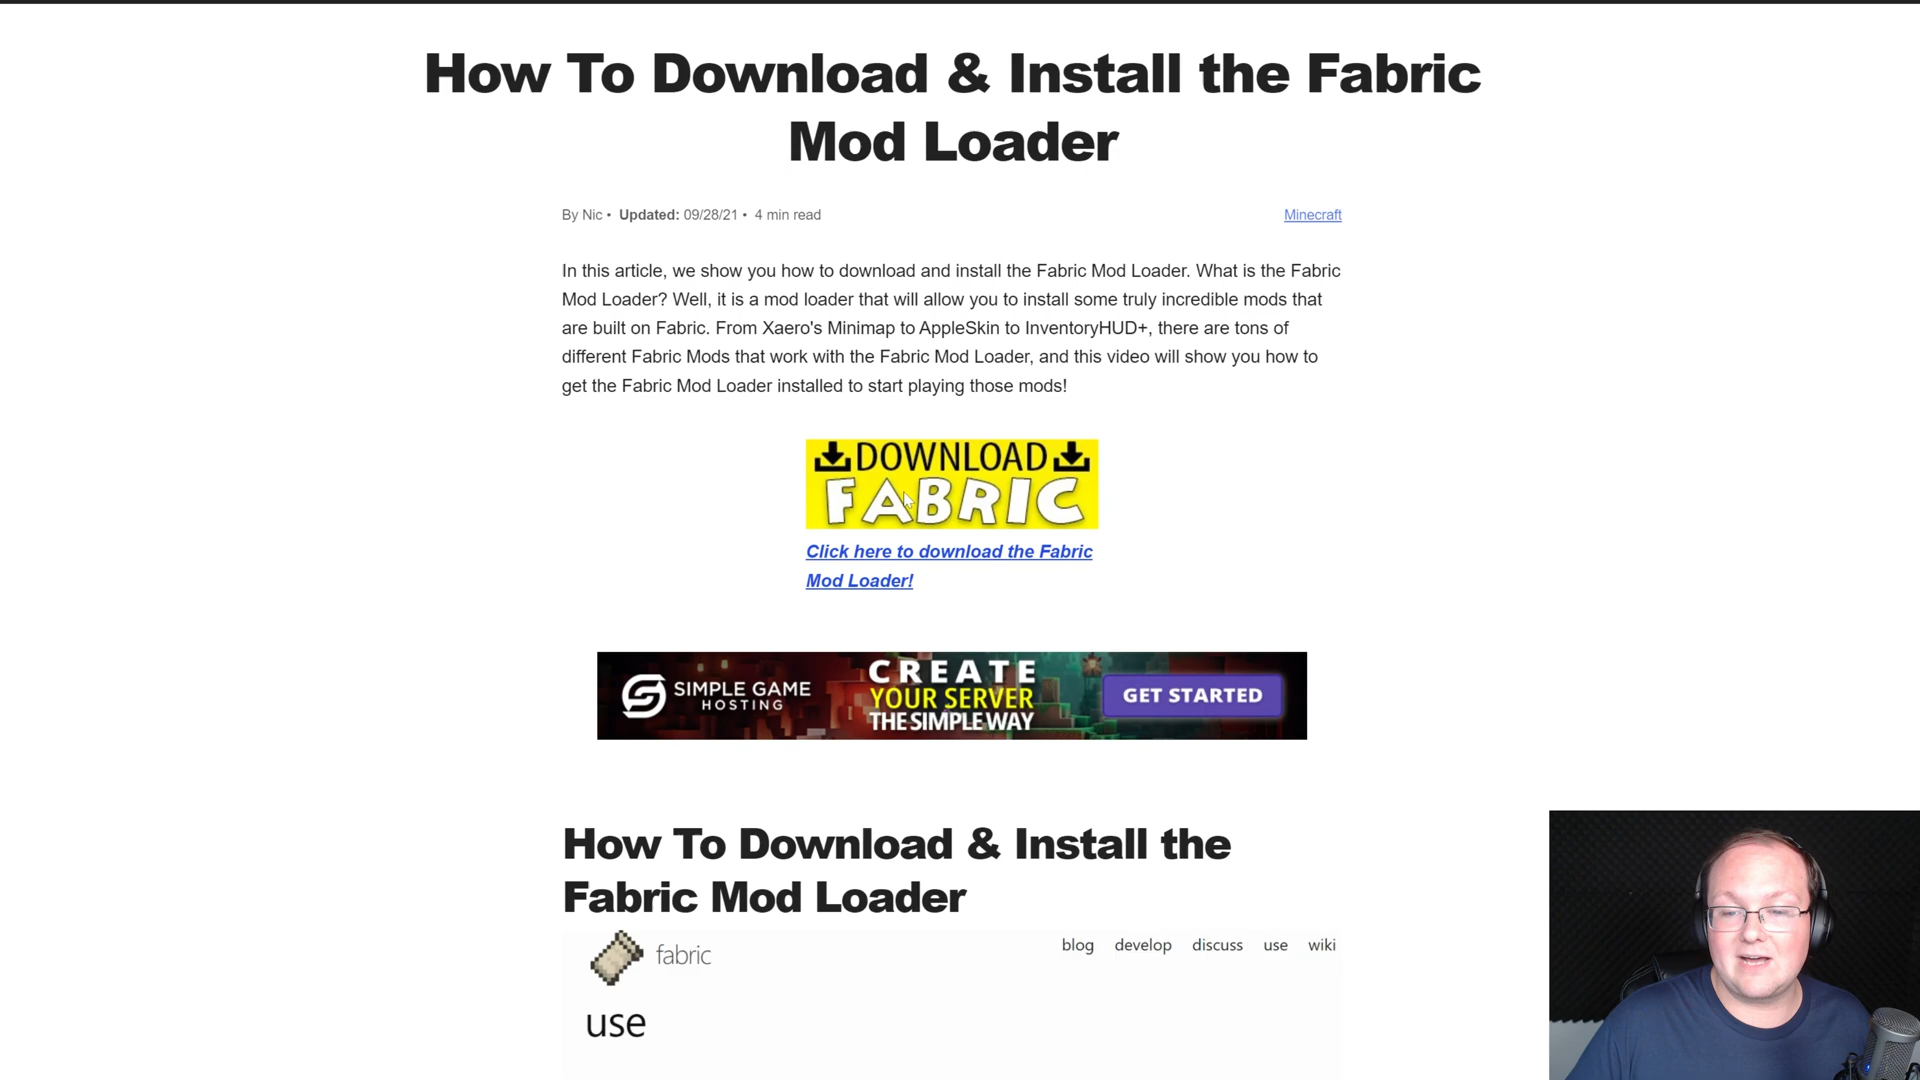 How To Download & Install the Fabric
Mod Loader
By Nic • Updated: 09/28/21 • 4 min read
Minecraft
In this article, we show you how to download and install the Fabric Mod Loader. What is the Fabric
Mod Loader? Well, it is a mod loader that will allow you to install some truly incredible mods that
are built on Fabric. From Xaero's Minimap to AppleSkin to InventoryHUD+, there are tons of
different Fabric Mods that work with the Fabric Mod Loader, and this video will show you how to
get the Fabric Mod Loader installed to start playing those mods!
DOWNLOAD
FABRIC
Click here to download the Fabric
Mod Loader!
SIMPLE GAME
HOSTING
CREATE
YOUR SERVER
THE SIMPLE WAY
GET STARTED
How To Download & Install the
Fabric Mod Loader
fabric
blog develop discuss use wiki
use